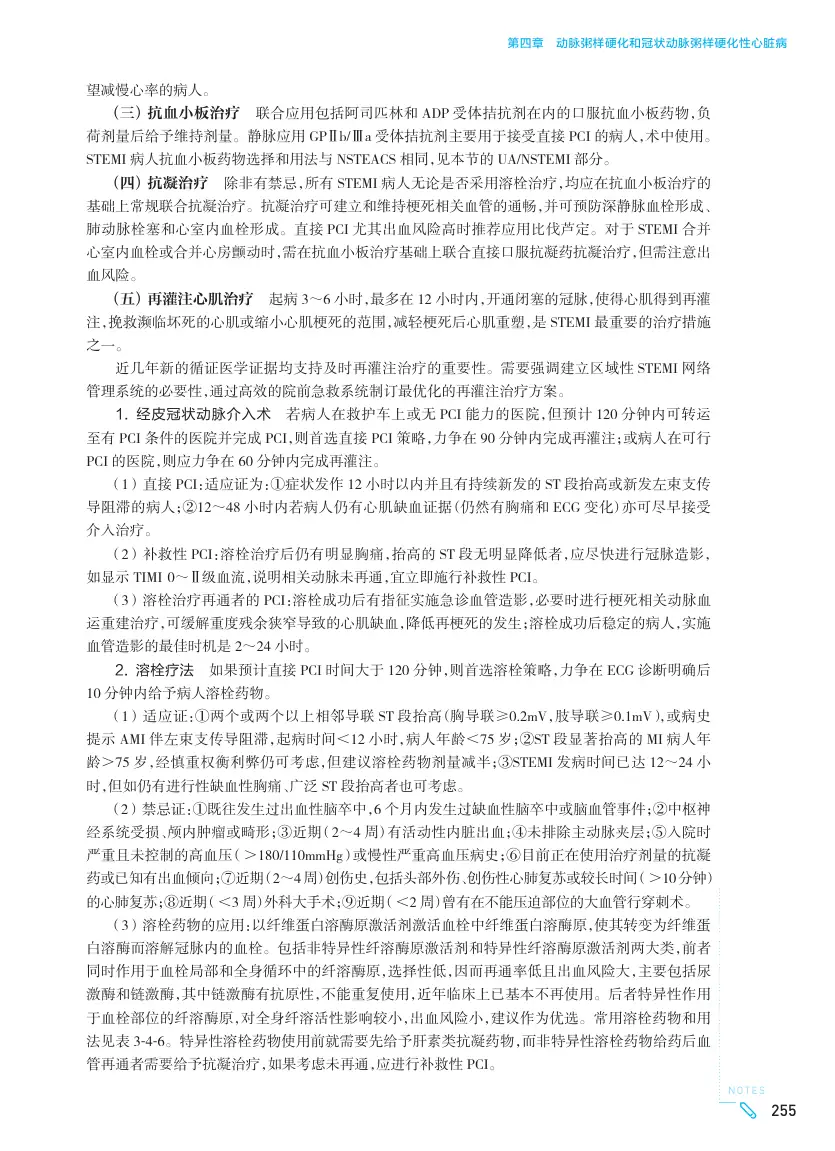 第四章 动脉粥样硬化和冠状动脉粥样硬化性心脏病
望减慢心率的病人。
（三）抗血小板治疗 联合应用包括阿司匹林和 ADP 受体拮抗剂在内的口服抗血小板药物，负
荷剂量后给予维持剂量。静脉应用 GPⅡb/Ⅲa 受体拮抗剂主要用于接受直接 PCI 的病人，术中使用。
STEMI 病人抗血小板药物选择和用法与 NSTEACS 相同，见本节的 UA/NSTEMI 部分。
（四）抗凝治疗 除非有禁忌，所有 STEMI 病人无论是否采用溶栓治疗，均应在抗血小板治疗的
基础上常规联合抗凝治疗。抗凝治疗可建立和维持梗死相关血管的通畅，并可预防深静脉血栓形成、
肺动脉栓塞和心室内血栓形成。直接 PCI 尤其出血风险高时推荐应用比伐芦定。对于 STEMI 合并
心室内血栓或合并心房颤动时，需在抗血小板治疗基础上联合直接口服抗凝药抗凝治疗，但需注意出
血风险。
（五）再灌注心肌治疗 起病 3～6 小时，最多在 12 小时内，开通闭塞的冠脉，使得心肌得到再灌
注，挽救濒临坏死的心肌或缩小心肌梗死的范围，减轻梗死后心肌重塑，是 STEMI 最重要的治疗措施
之一。
近几年新的循证医学证据均支持及时再灌注治疗的重要性。需要强调建立区域性 STEMI 网络
管理系统的必要性，通过高效的院前急救系统制订最优化的再灌注治疗方案。
1. 经皮冠状动脉介入术 若病人在救护车上或无 PCI 能力的医院，但预计 120 分钟内可转运
至有 PCI 条件的医院并完成 PCI，则首选直接 PCI 策略，力争在 90 分钟内完成再灌注；或病人在可行
PCI 的医院，则应力争在 60 分钟内完成再灌注。
（1）直接 PCI：适应证为：①症状发作 12 小时以内并且有持续新发的 ST 段抬高或新发左束支传
导阻滞的病人；②12～48 小时内若病人仍有心肌缺血证据（仍然有胸痛和 ECG 变化）亦可尽早接受
介入治疗。
（2）补救性 PCI：溶栓治疗后仍有明显胸痛，抬高的 ST 段无明显降低者，应尽快进行冠脉造影，
如显示 TIMI 0～Ⅱ级血流，说明相关动脉未再通，宜立即施行补救性 PCI。
（3）溶栓治疗再通者的 PCI：溶栓成功后有指征实施急诊血管造影，必要时进行梗死相关动脉血
运重建治疗，可缓解重度残余狭窄导致的心肌缺血，降低再梗死的发生；溶栓成功后稳定的病人，实施
血管造影的最佳时机是 2～24 小时。
2. 溶栓疗法 如果预计直接 PCI 时间大于 120 分钟，则首选溶栓策略，力争在 ECG 诊断明确后
10 分钟内给予病人溶栓药物。
（1）适应证：①两个或两个以上相邻导联 ST 段抬高（胸导联≥0.2mV，肢导联≥0.1mV），或病史
提示 AMI 伴左束支传导阻滞，起病时间＜12 小时，病人年龄＜75 岁；②ST 段显著抬高的 MI 病人年
龄＞75 岁，经慎重权衡利弊仍可考虑，但建议溶栓药物剂量减半；③STEMI 发病时间已达 12～24 小
时，但如仍有进行性缺血性胸痛、广泛 ST 段抬高者也可考虑。
（2）禁忌证：①既往发生过出血性脑卒中，6 个月内发生过缺血性脑卒中或脑血管事件；②中枢神
经系统受损、颅内肿瘤或畸形；③近期（2～4 周）有活动性内脏出血；④未排除主动脉夹层；⑤入院时
严重且未控制的高血压（＞180/110mmHg）或慢性严重高血压病史；⑥目前正在使用治疗剂量的抗凝
药或已知有出血倾向；⑦近期（2～4周）创伤史，包括头部外伤、创伤性心肺复苏或较长时间（＞10分钟）
的心肺复苏；⑧近期（＜3 周）外科大手术；⑨近期（＜2 周）曾有在不能压迫部位的大血管行穿刺术。
（3）溶栓药物的应用：以纤维蛋白溶酶原激活剂激活血栓中纤维蛋白溶酶原，使其转变为纤维蛋
白溶酶而溶解冠脉内的血栓。包括非特异性纤溶酶原激活剂和特异性纤溶酶原激活剂两大类，前者
同时作用于血栓局部和全身循环中的纤溶酶原，选择性低，因而再通率低且出血风险大，主要包括尿
激酶和链激酶，其中链激酶有抗原性，不能重复使用，近年临床上已基本不再使用。后者特异性作用
于血栓部位的纤溶酶原，对全身纤溶活性影响较小，出血风险小，建议作为优选。常用溶栓药物和用
法见表 3-4-6。特异性溶栓药物使用前就需要先给予肝素类抗凝药物，而非特异性溶栓药物给药后血
管再通者需要给予抗凝治疗，如果考虑未再通，应进行补救性 PCI。
NOTES
255